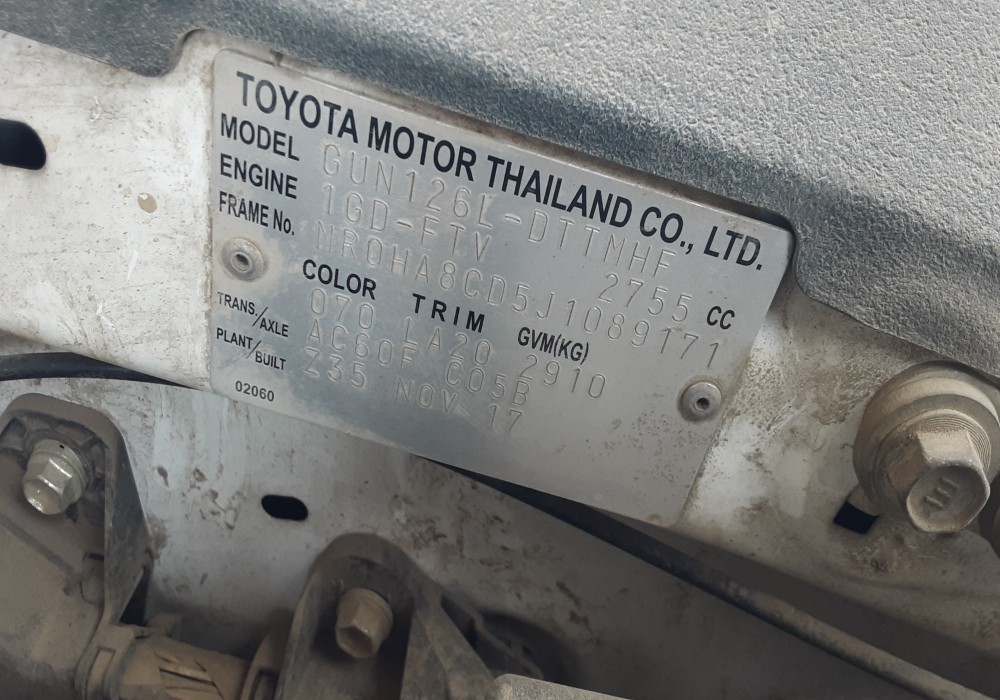 TOYOTA MOTOR THAILAND CO., LTD.
MODEL GUN126L-DTTMHF
ENGINE 1GD-FTV 2755 CC
FRAME No. MR0HA8CD5J1089171
COLOR TRIM GVM(KG)
070 LA20 2910
TRANS./AXLE AC60F C05B
PLANT/BUILT Z35 NOV 17
02060